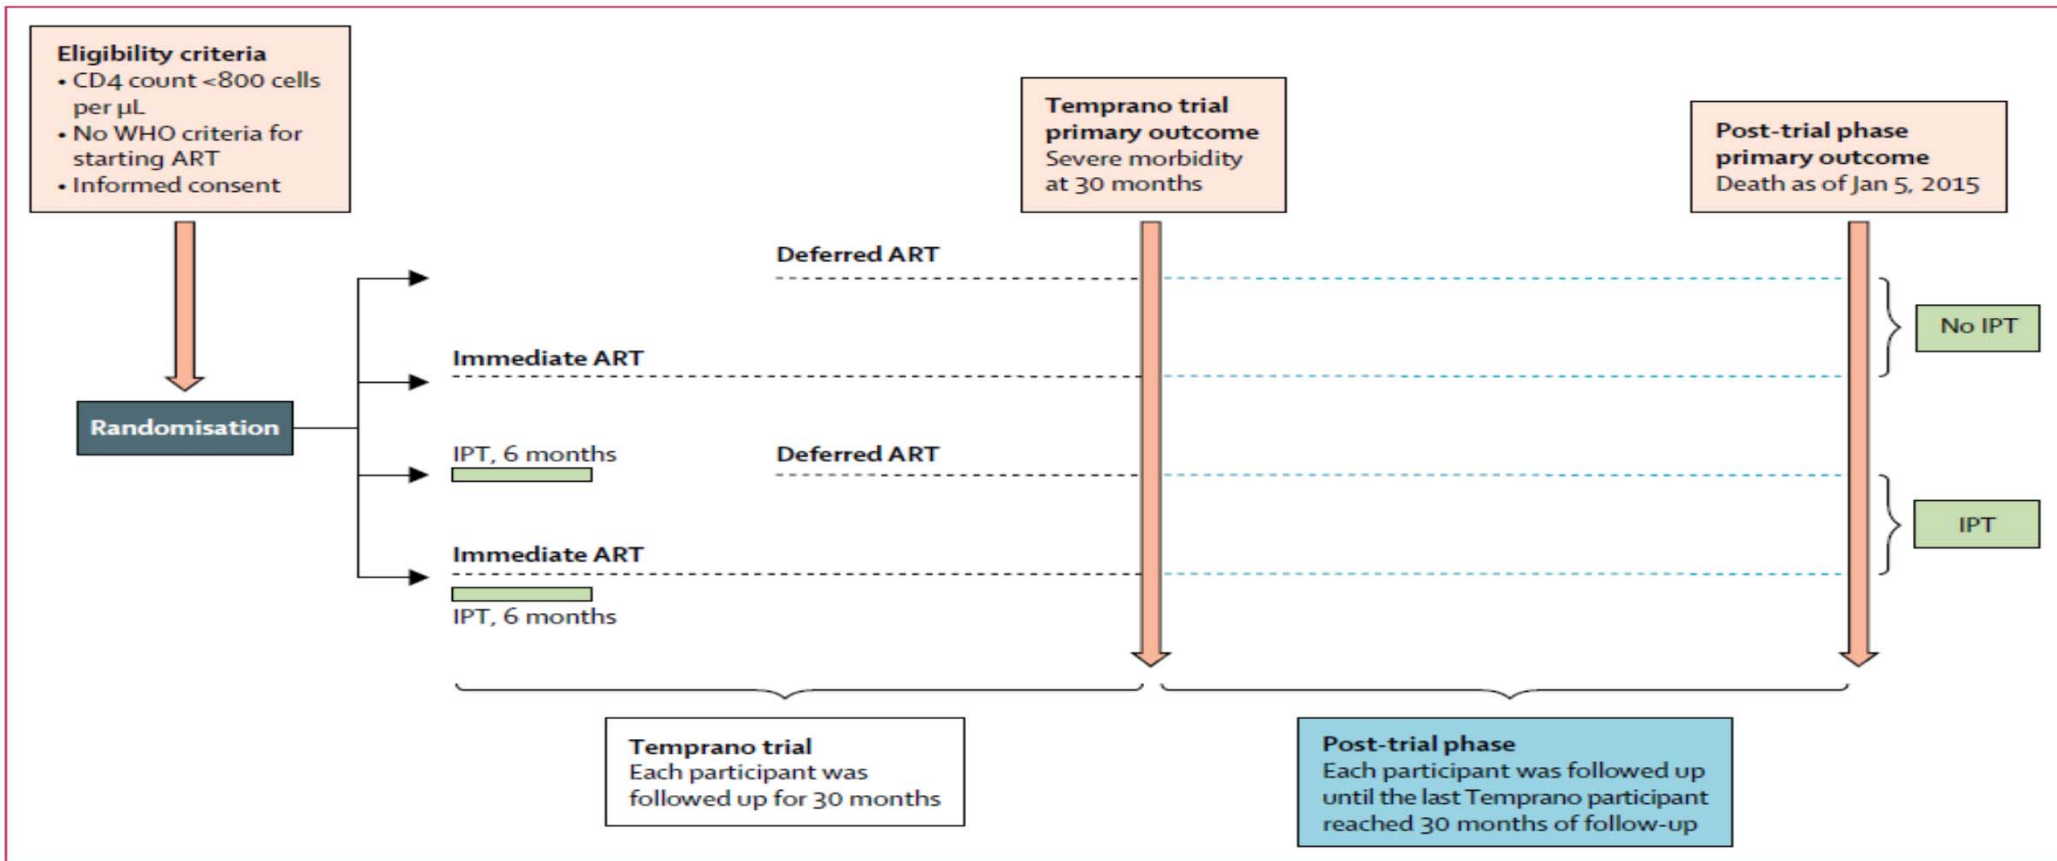 Eligibility criteria
• CD4 count <800 cells
per µL
• No WHO criteria for
starting ART
• Informed consent
Temprano trial
primary outcome
Severe morbidity
at 30 months
Post-trial phase
primary outcome
Death as of Jan 5, 2015
Deferred ART
No IPT
Immediate ART
Randomisation
IPT, 6 months
Deferred ART
IPT
Immediate ART
IPT, 6 months
Temprano trial
Each participant was
followed up for 30 months
Post-trial phase
Each participant was followed up
until the last Temprano participant
reached 30 months of follow-up